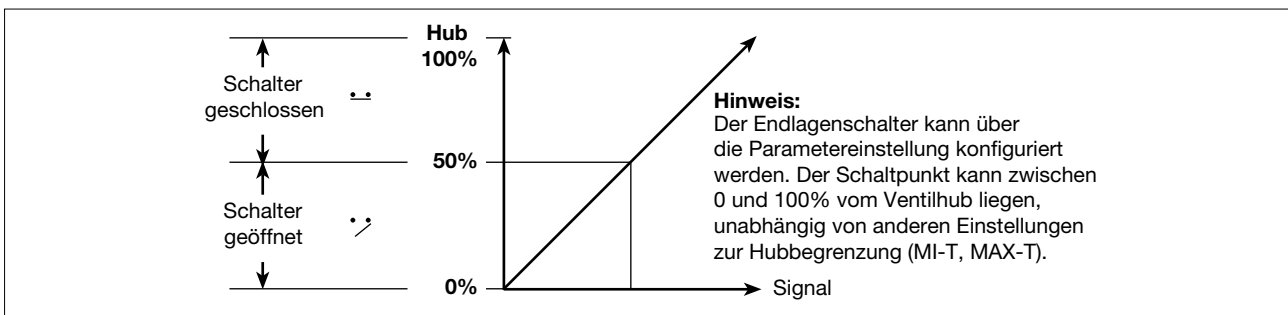 Hub
100%
Schalter
geschlossen
50%
Schalter
geöffnet
0%
Signal
Hinweis:
Der Endlagenschalter kann über
die Parametereinstellung konfiguriert
werden. Der Schaltpunkt kann zwischen
0 und 100% vom Ventilhub liegen,
unabhängig von anderen Einstellungen
zur Hubbegrenzung (MI-T, MAX-T).